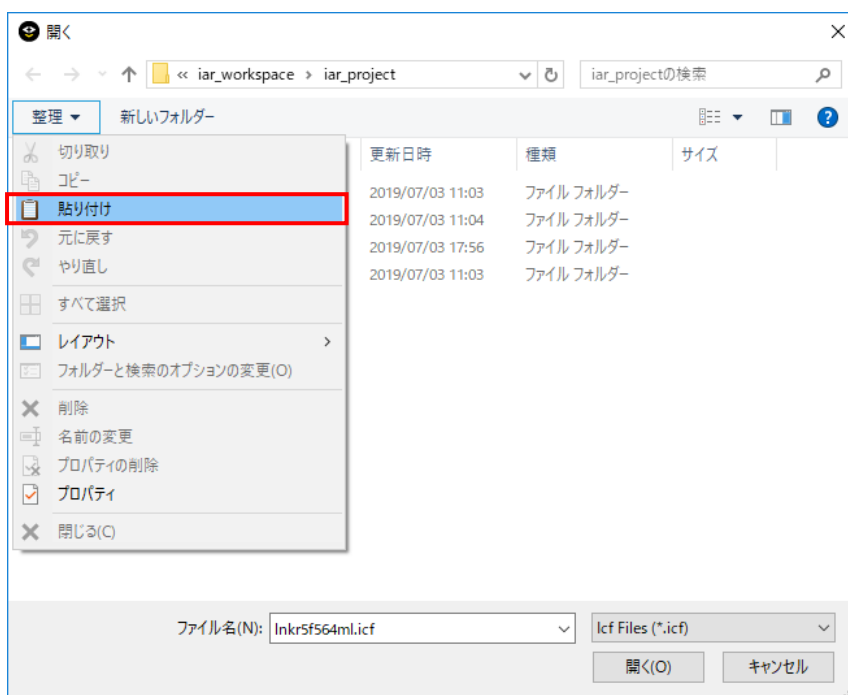 開く
« iar_workspace › iar_project
iar_projectの検索
整理 新しいフォルダー
更新日時 種類 サイズ
切り取り
コピー
貼り付け
元に戻す
やり直し
すべて選択
レイアウト
フォルダーと検索のオプションの変更(O)
削除
名前の変更
プロパティの削除
プロパティ
閉じる(C)
2019/07/03 11:03 ファイル フォルダー
2019/07/03 11:04 ファイル フォルダー
2019/07/03 17:56 ファイル フォルダー
2019/07/03 11:03 ファイル フォルダー
ファイル名(N): lnkr5f564ml.icf Icf Files (*.icf)
開く(O) キャンセル